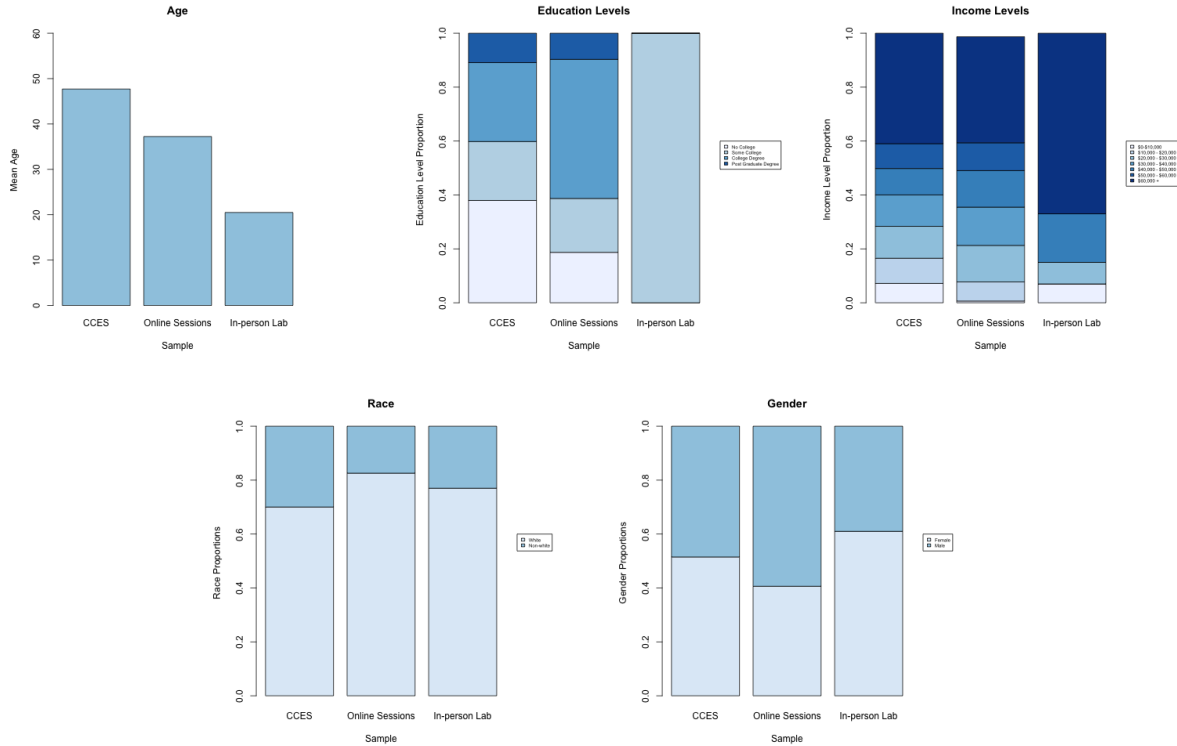 Age
Mean Age
0
10
20
30
40
50
60
CCES
Online Sessions
In-person Lab
Sample
Education Levels
Education Level Proportion
0.0
0.2
0.4
0.6
0.8
1.0
CCES
Online Sessions
In-person Lab
Sample
No College
Some College
College Degree
Post Graduate Degree
Income Levels
Income Level Proportion
0.0
0.2
0.4
0.6
0.8
1.0
CCES
Online Sessions
In-person Lab
Sample
$0-$10,000
$10,000 - $20,000
$20,000 - $30,000
$30,000 - $40,000
$40,000 - $50,000
$50,000 - $60,000
$60,000 +
Race
Race Proportions
0.0
0.2
0.4
0.6
0.8
1.0
CCES
Online Sessions
In-person Lab
Sample
White
Non-white
Gender
Gender Proportions
0.0
0.2
0.4
0.6
0.8
1.0
CCES
Online Sessions
In-person Lab
Sample
Female
Male